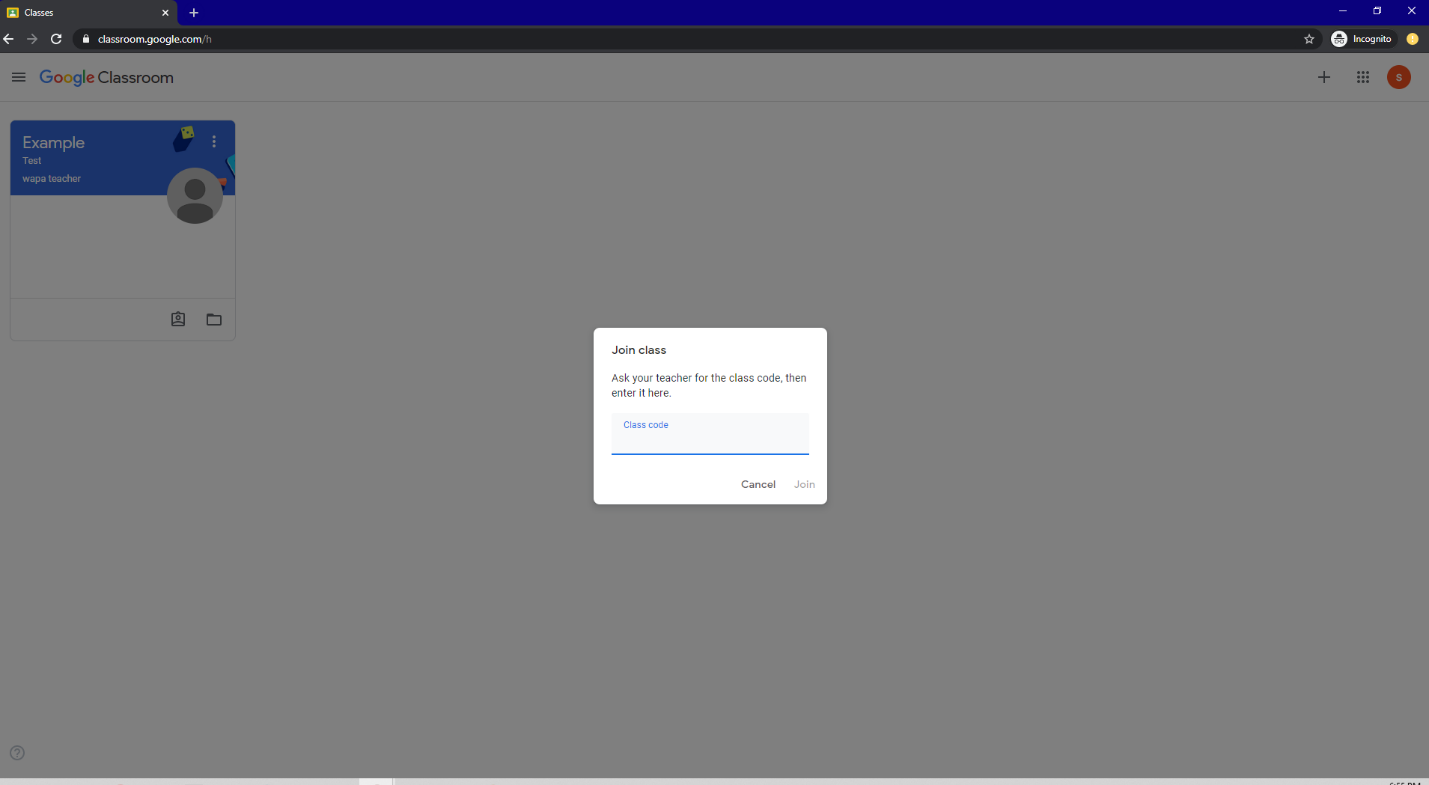 Classes
classroom.google.com/h
Incognito
Google Classroom
S
Example
Test
wapa teacher
Join class
Ask your teacher for the class code, then
enter it here.
Class code
Cancel
Join